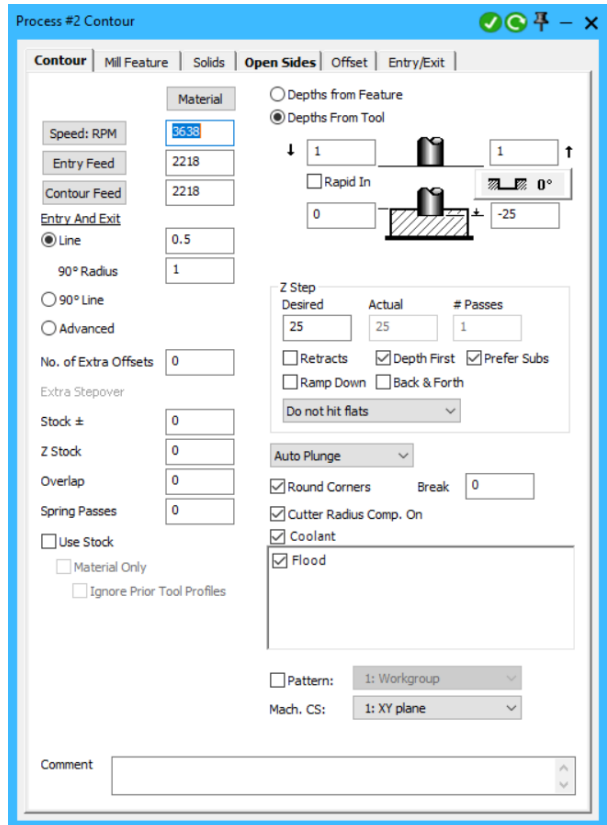 Process #2 Contour
Contour Mill Feature Solids Open Sides Offset Entry/Exit
Material
Speed: RPM 3638
Entry Feed 2218
Contour Feed 2218
Entry And Exit
Line 0.5
90° Radius 1
90° Line
Advanced
No. of Extra Offsets 0
Extra Stepover
Stock ± 0
Z Stock 0
Overlap 0
Spring Passes 0
Use Stock
Material Only
Ignore Prior Tool Profiles
Depths from Feature
Depths From Tool
1 1
Rapid In
0°
0 -25
Z Step
Desired Actual # Passes
25 25 1
Retracts Depth First Prefer Subs
Ramp Down Back & Forth
Do not hit flats
Auto Plunge
Round Corners Break 0
Cutter Radius Comp. On
Coolant
Flood
Pattern: 1: Workgroup
Mach. CS: 1: XY plane
Comment